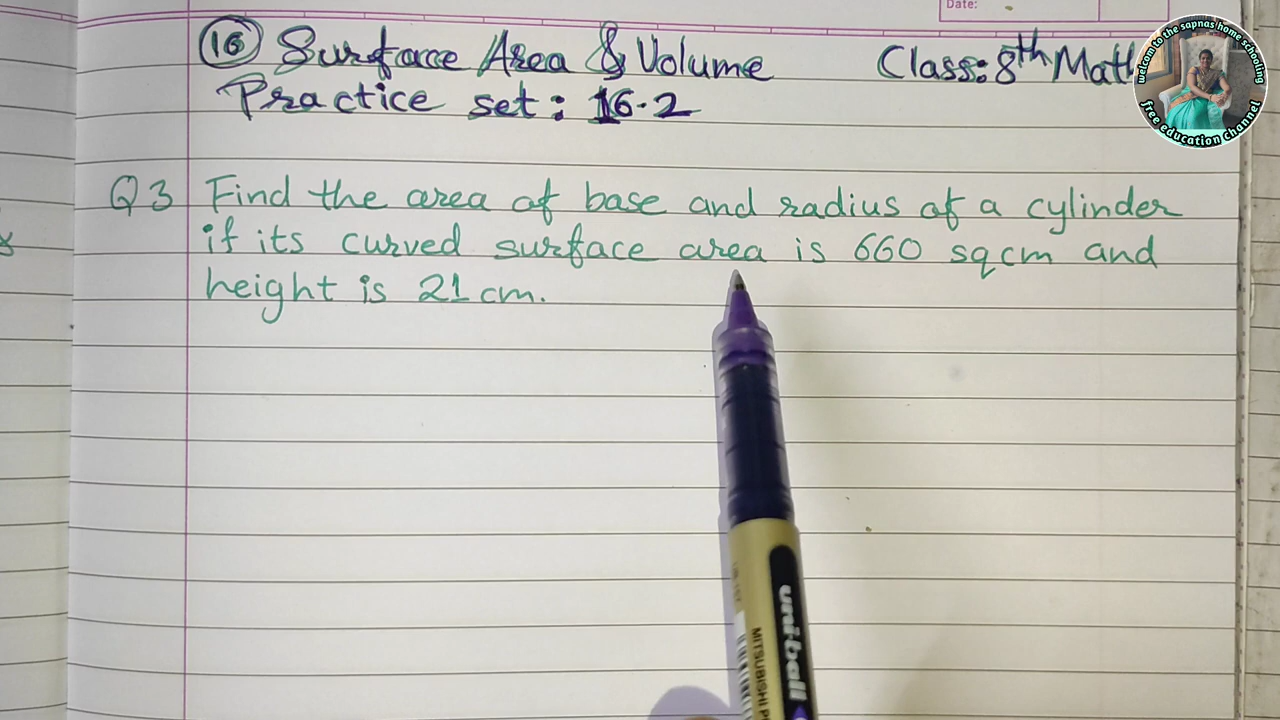 Date:
16 Surface Area & Volume Class: 8th Math
Practice set: 16.2
Q3 Find the area of base and radius of a cylinder
if its curved surface area is 660 sqcm and
height is 21 cm.
welcom to the sapnas home schooling
free education channel
uni-ball
MITSUBISHI